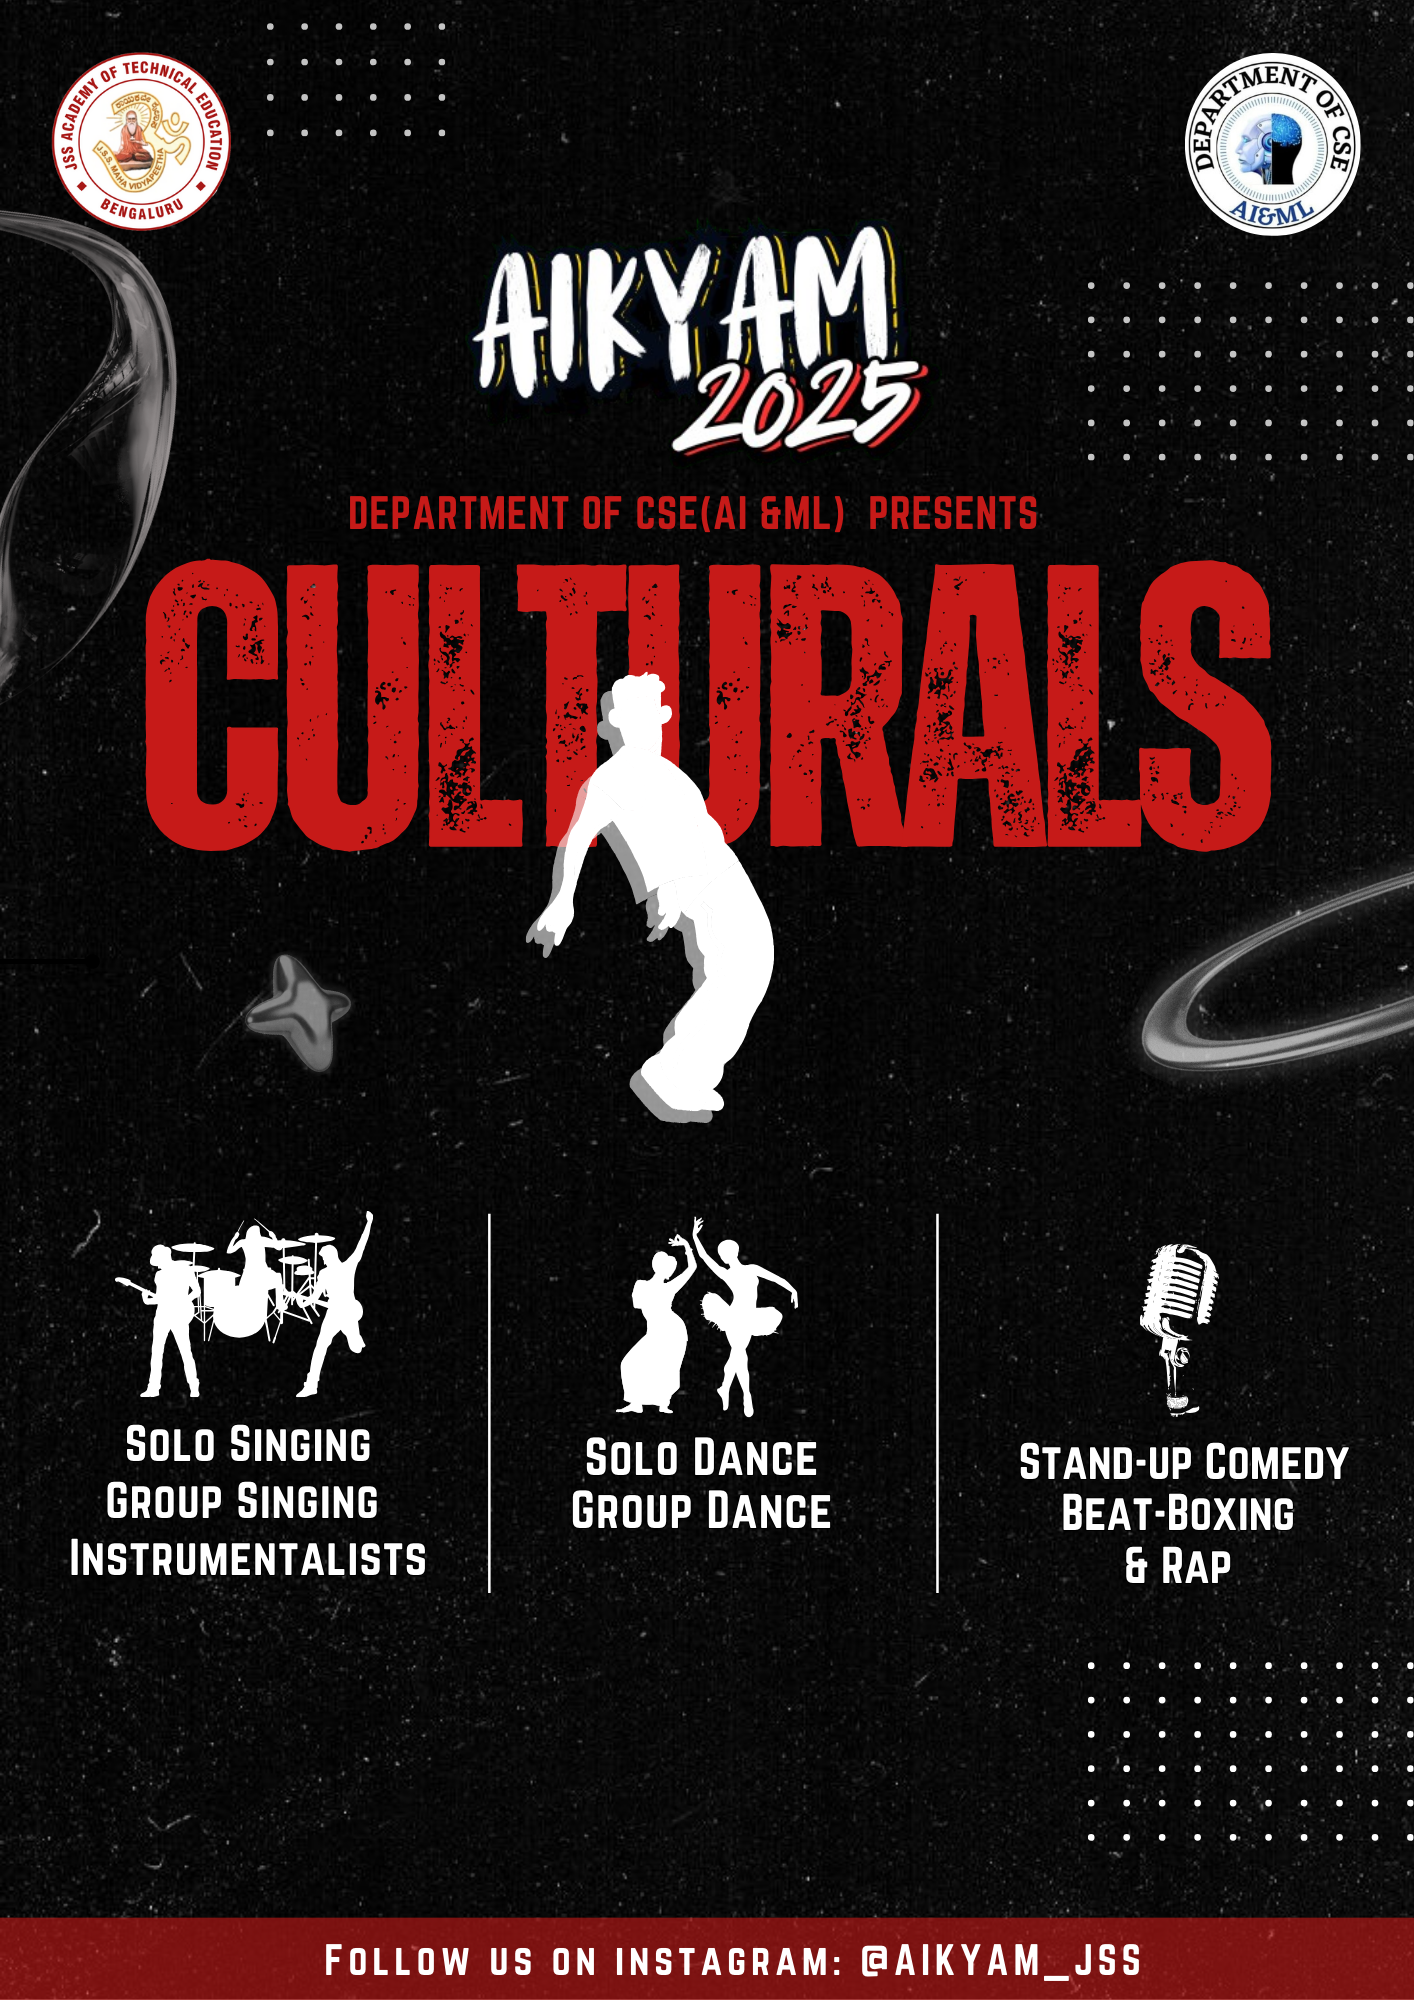 JSS ACADEMY OF TECHNICAL EDUCATION
J.S.S. MAHA VIDYAPEETHA
BENGALURU
DEPARTMENT OF CSE
AI&ML
AIKYAM
2025
DEPARTMENT OF CSE(AI &ML) PRESENTS
CULTURALS
SOLO SINGING
GROUP SINGING
INSTRUMENTALISTS
SOLO DANCE
GROUP DANCE
STAND-UP COMEDY
BEAT-BOXING
& RAP
FOLLOW US ON INSTAGRAM: @AIKYAM_JSS